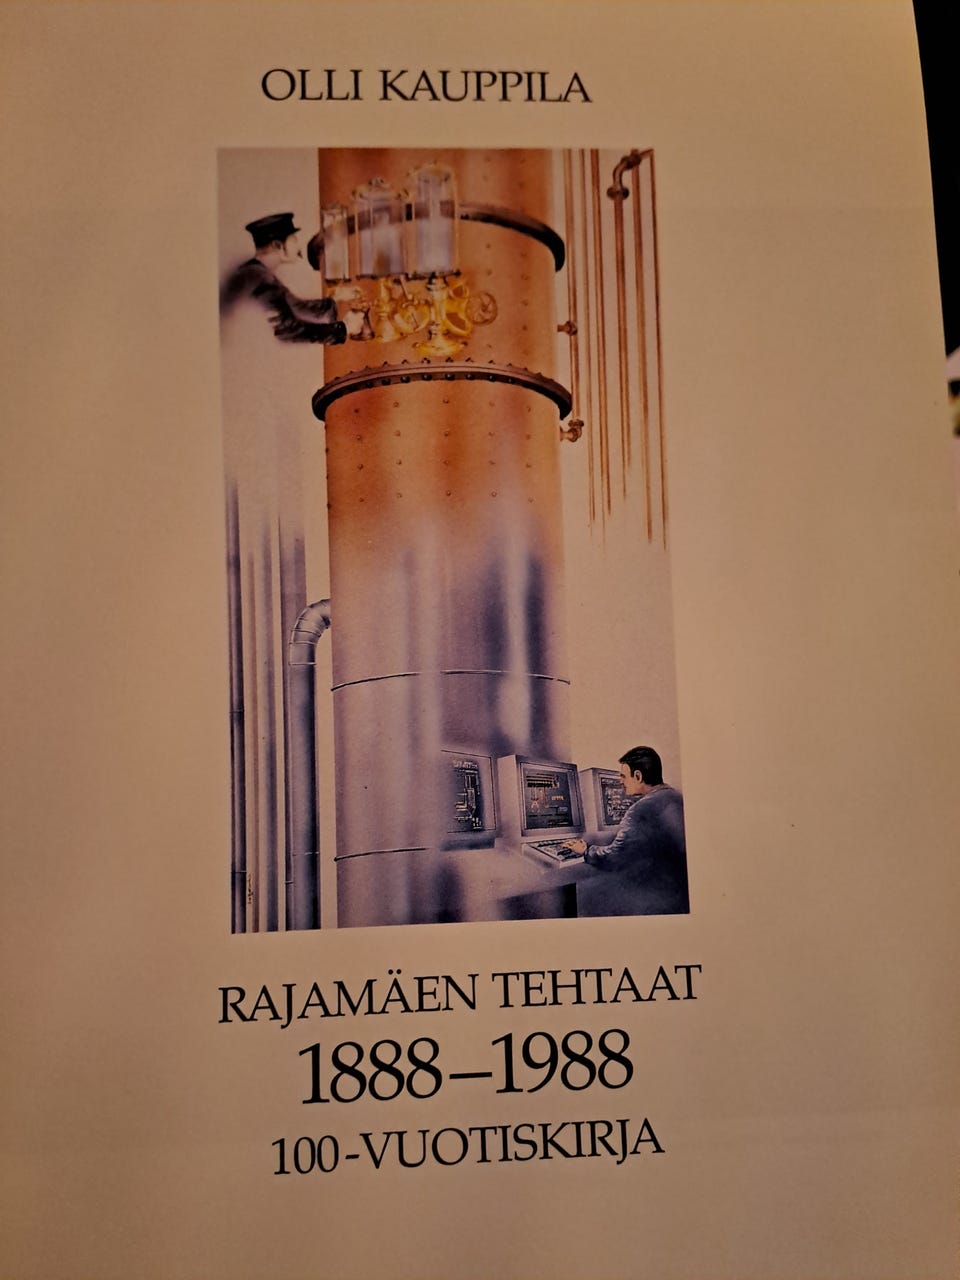 OLLI KAUPPILA
RAJAMÄEN TEHTAAT
1888–1988
100-VUOTISKIRJA